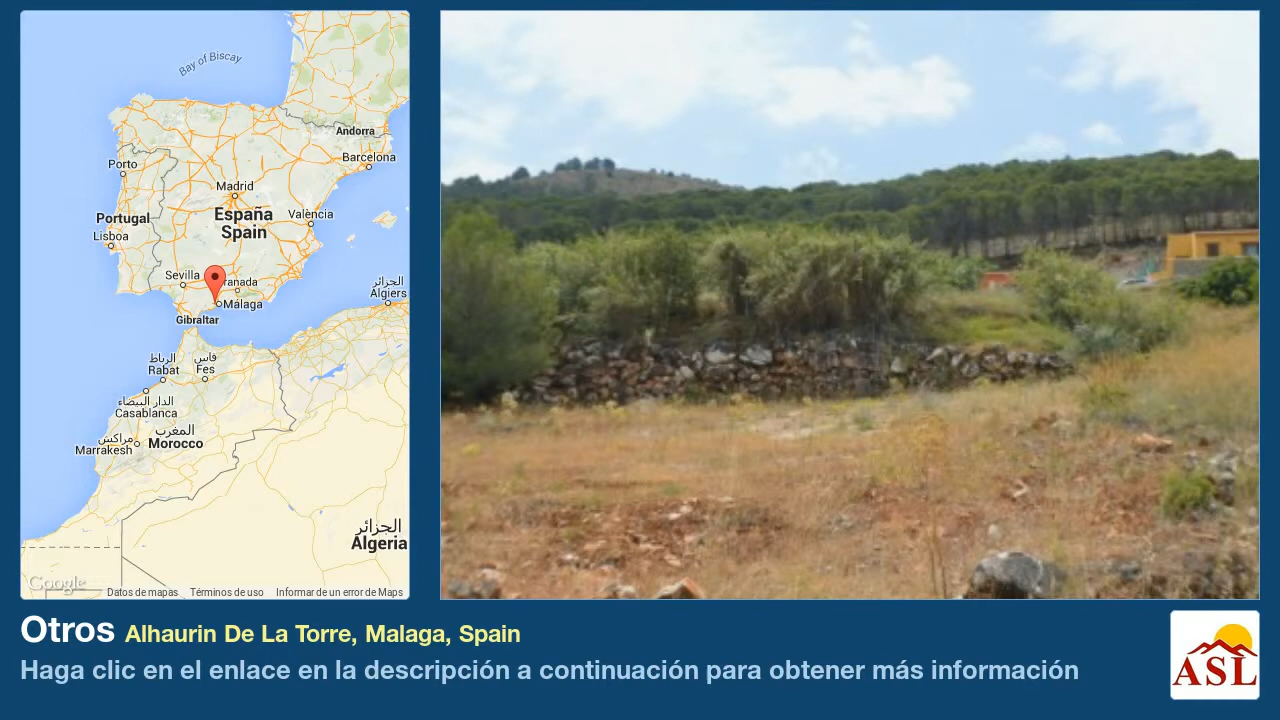 Bay of Biscay
Andorra
Porto
Barcelona
Madrid
Portugal
España
València
Spain
Lisboa
Sevilla
ranada
الجزائر
Algiers
Málaga
Gibraltar
الرباط
فاس
Rabat
Fes
الدار البيضاء
Casablanca
المغرب
مراكش
Morocco
Marrakesh
الجزائر
Algeria
Google
Datos de mapas Términos de uso Informar de un error de Maps
Otros Alhaurin De La Torre, Malaga, Spain
Haga clic en el enlace en la descripción a continuación para obtener más información
ASL